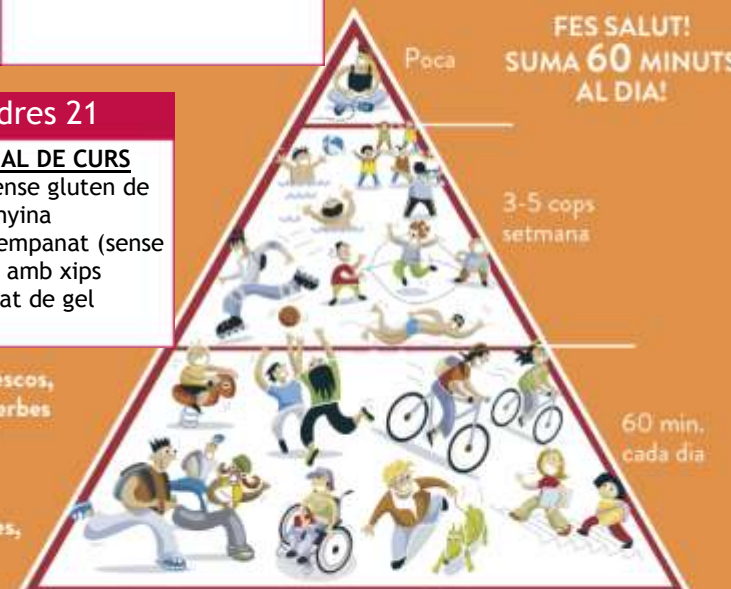 FES SALUT!
SUMA 60 MINUTS
AL DIA!
Poca
dres 21
AL DE CURS
ense gluten de
nyina
empanat (sense
amb xips
at de gel
3-5 cops
setmana
escos,
erbes
60 min.
cada dia
es,